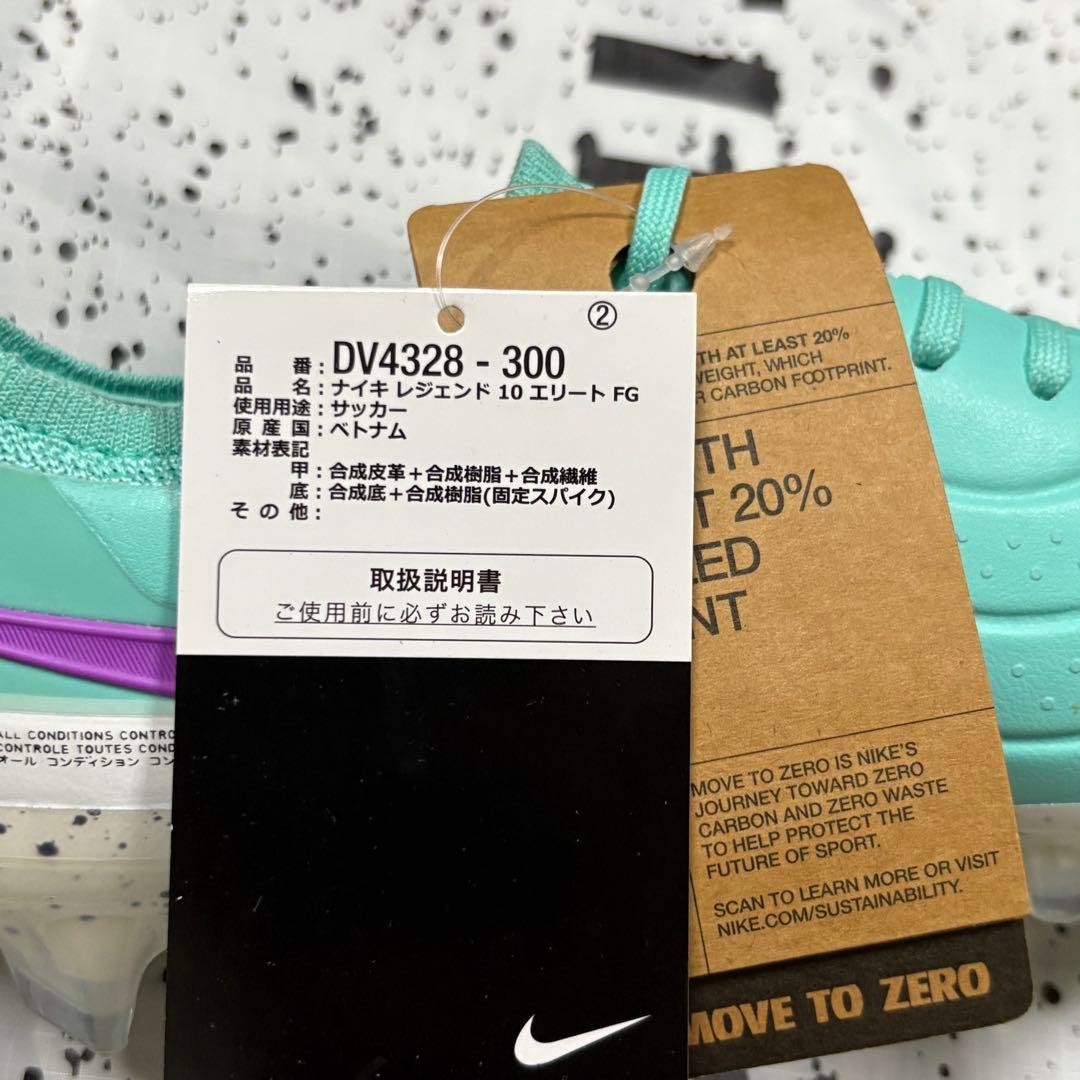 ②
品 番：DV4328 - 300
品 名：ナイキ レジェンド 10 エリート FG
使用用途：サッカー
原 産 国：ベトナム
素材表記
甲：合成皮革＋合成樹脂＋合成繊維
底：合成底＋合成樹脂(固定スパイク)
そ の 他：
取扱説明書
ご使用前に必ずお読み下さい
AT LEAST 20%
WEIGHT, WHICH
CARBON FOOTPRINT.
20%
MOVE TO ZERO IS NIKE'S
JOURNEY TOWARD ZERO
CARBON AND ZERO WASTE
TO HELP PROTECT THE
FUTURE OF SPORT.
SCAN TO LEARN MORE OR VISIT
NIKE.COM/SUSTAINABILITY.
MOVE TO ZERO
ALL CONDITIONS CONTRO
CONTROLE TOUTES COND
オール コンディション コン